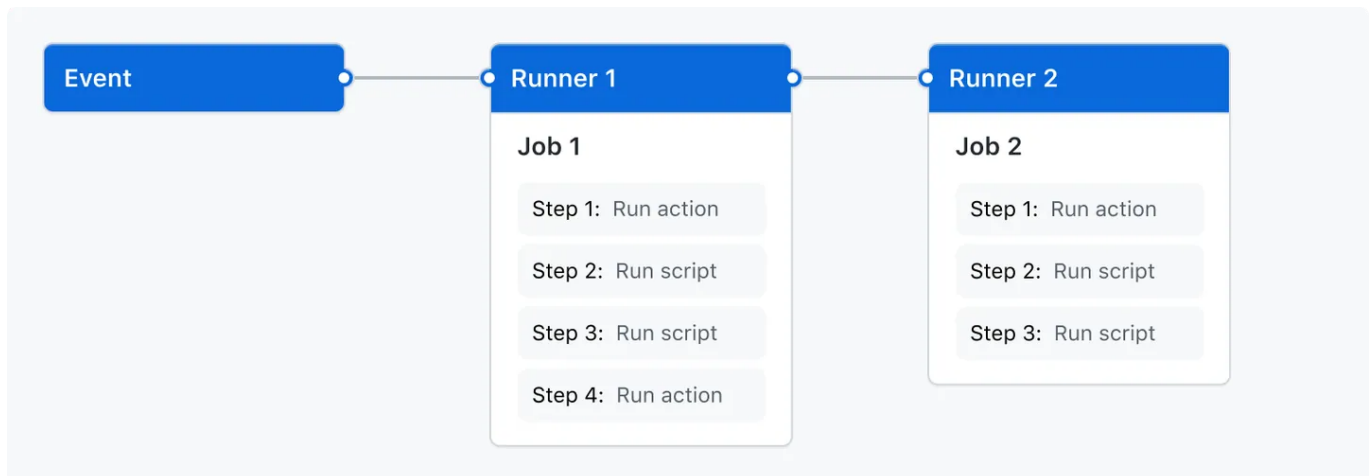 Event
Runner 1
Job 1
Step 1: Run action
Step 2: Run script
Step 3: Run script
Step 4: Run action
Runner 2
Job 2
Step 1: Run action
Step 2: Run script
Step 3: Run script